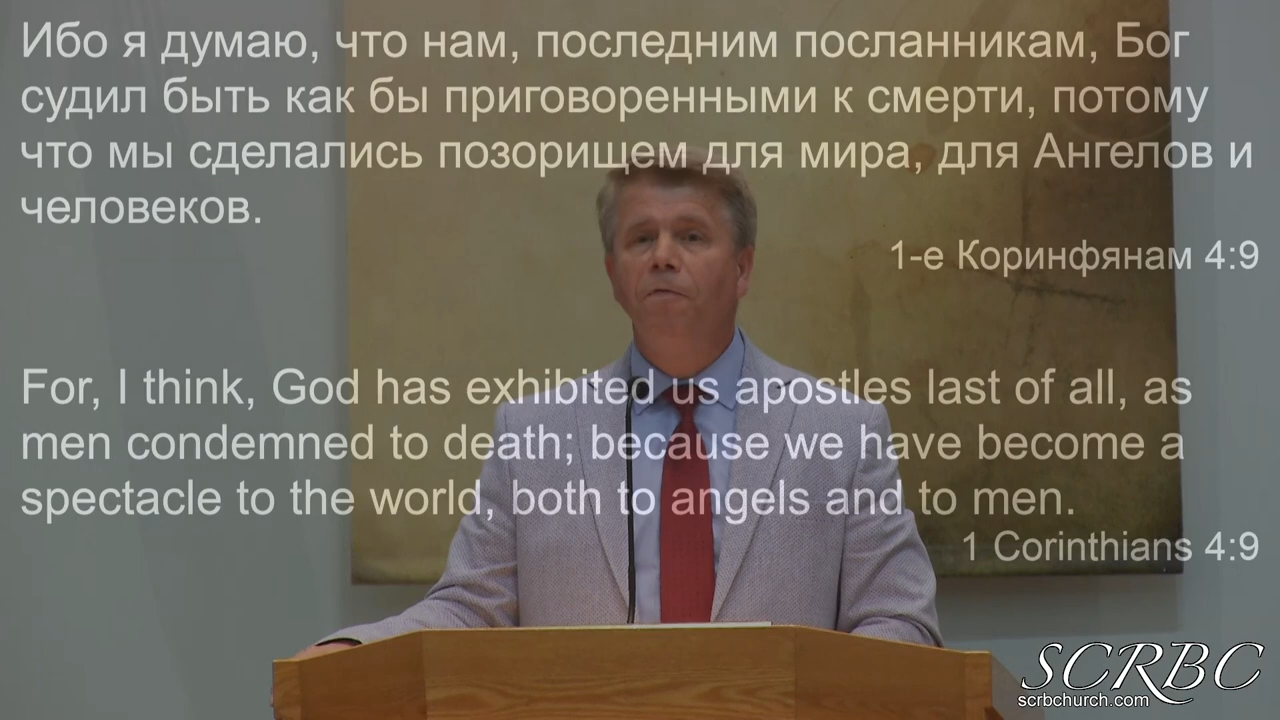 Ибо я думаю, что нам, последним посланникам, Бог
судил быть как бы приговоренными к смерти, потому
что мы сделались позорищем для мира, для Ангелов и
человеков.
1-е Коринфянам 4:9
For, I think, God has exhibited us apostles last of all, as
men condemned to death; because we have become a
spectacle to the world, both to angels and to men.
1 Corinthians 4:9
SCRBC
scrbchurch.com